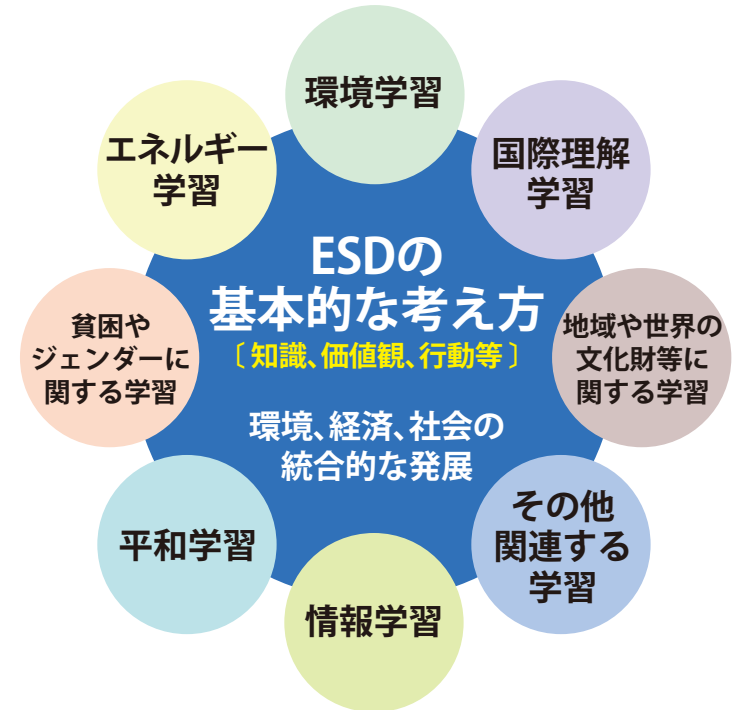 環境学習
国際理解
学習
地域や世界の
文化財等に
関する学習
その他
関連する
学習
情報学習
平和学習
貧困や
ジェンダーに
関する学習
エネルギー
学習
ESDの
基本的な考え方
〔知識、価値観、行動等〕
環境、経済、社会の
統合的な発展